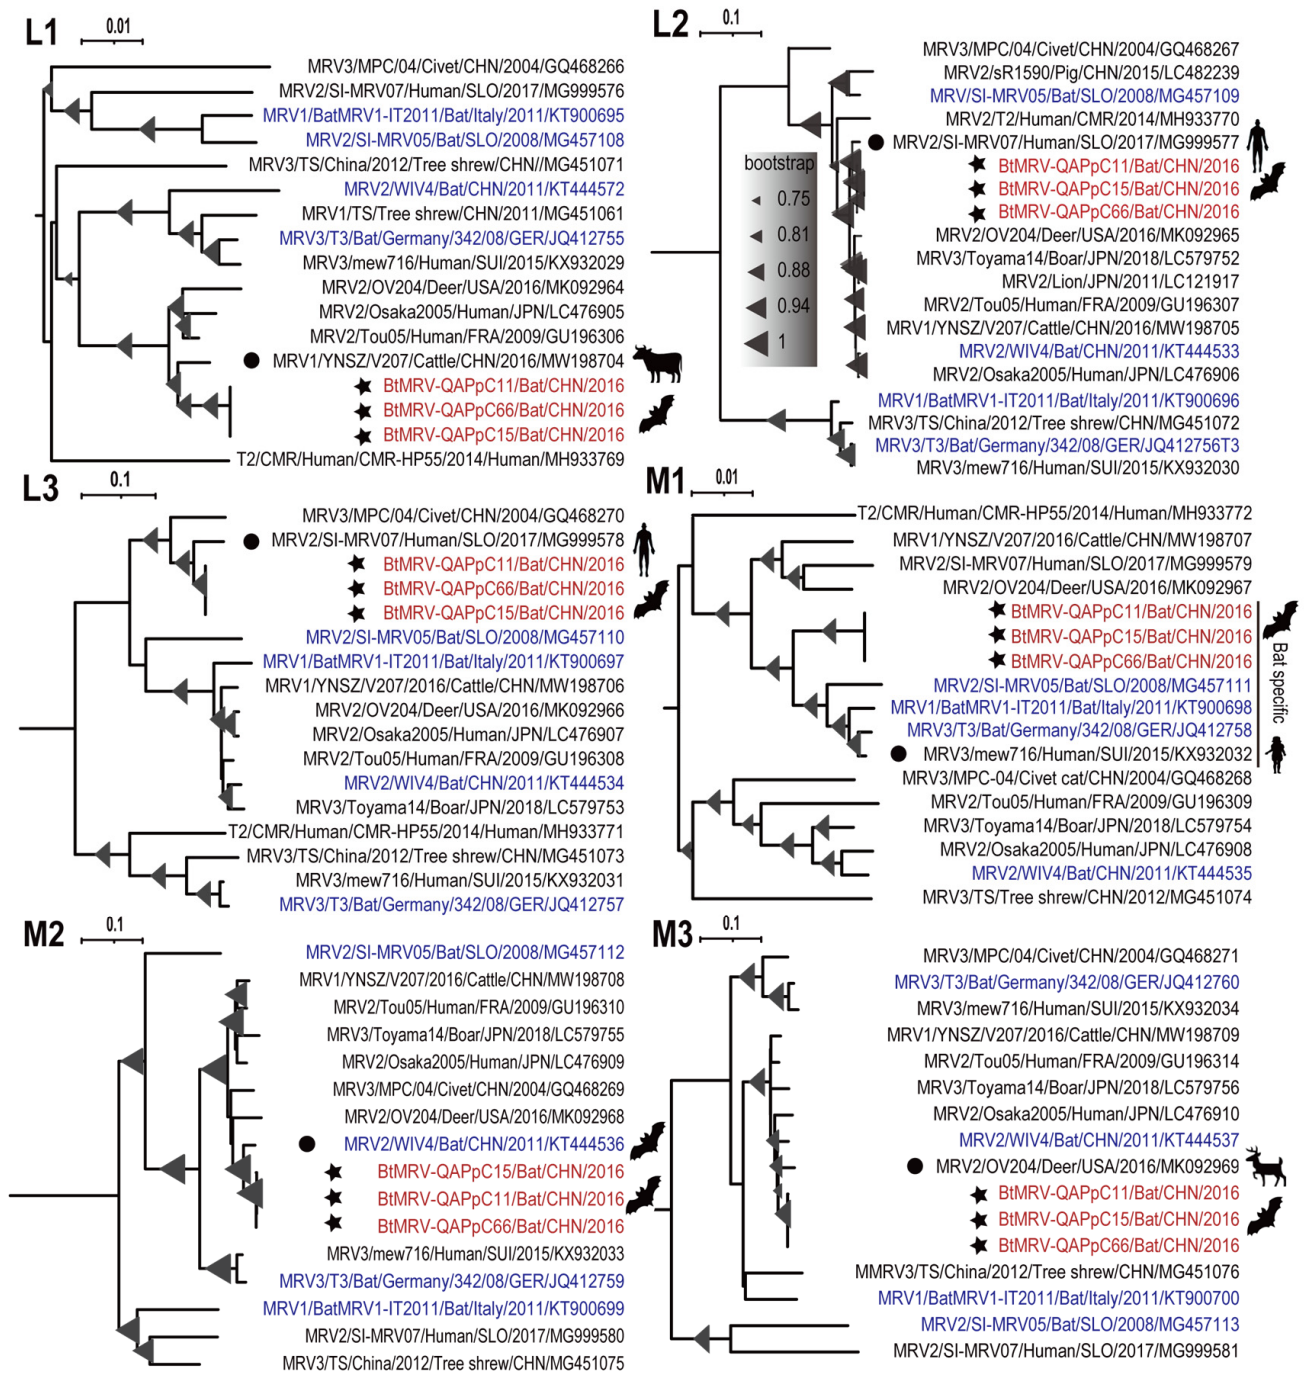 L1
0.01
MRV3/MPC/04/Civet/CHN/2004/GQ468266
MRV2/SI-MRV07/Human/SLO/2017/MG999576
MRV1/BatMRV1-IT2011/Bat/Italy/2011/KT900695
MRV2/SI-MRV05/Bat/SLO/2008/MG457108
MRV3/TS/China/2012/Tree shrew/CHN//MG451071
MRV2/WIV4/Bat/CHN/2011/KT444572
MRV1/TS/Tree shrew/CHN/2011/MG451061
MRV3/T3/Bat/Germany/342/08/GER/JQ412755
MRV3/mew716/Human/SUI/2015/KX932029
MRV2/OV204/Deer/USA/2016/MK092964
MRV2/Osaka2005/Human/JPN/LC476905
MRV2/Tou05/Human/FRA/2009/GU196306
MRV1/YNSZ/V207/Cattle/CHN/2016/MW198704
BtMRV-QAPpC11/Bat/CHN/2016
BtMRV-QAPpC66/Bat/CHN/2016
BtMRV-QAPpC15/Bat/CHN/2016
T2/CMR/Human/CMR-HP55/2014/Human/MH933769
L2
0.1
MRV3/MPC/04/Civet/CHN/2004/GQ468267
MRV2/sR1590/Pig/CHN/2015/LC482239
MRV/SI-MRV05/Bat/SLO/2008/MG457109
MRV2/T2/Human/CMR/2014/MH933770
MRV2/SI-MRV07/Human/SLO/2017/MG999577
BtMRV-QAPpC11/Bat/CHN/2016
BtMRV-QAPpC15/Bat/CHN/2016
BtMRV-QAPpC66/Bat/CHN/2016
MRV2/OV204/Deer/USA/2016/MK092965
MRV3/Toyama14/Boar/JPN/2018/LC579752
MRV2/Lion/JPN/2011/LC121917
MRV2/Tou05/Human/FRA/2009/GU196307
MRV1/YNSZ/V207/Cattle/CHN/2016/MW198705
MRV2/WIV4/Bat/CHN/2011/KT444533
MRV2/Osaka2005/Human/JPN/LC476906
MRV1/BatMRV1-IT2011/Bat/Italy/2011/KT900696
MRV3/TS/China/2012/Tree shrew/CHN/MG451072
MRV3/T3/Bat/Germany/342/08/GER/JQ412756T3
MRV3/mew716/Human/SUI/2015/KX932030
bootstrap
0.75
0.81
0.88
0.94
1
L3
0.1
MRV3/MPC/04/Civet/CHN/2004/GQ468270
MRV2/SI-MRV07/Human/SLO/2017/MG999578
BtMRV-QAPpC11/Bat/CHN/2016
BtMRV-QAPpC66/Bat/CHN/2016
BtMRV-QAPpC15/Bat/CHN/2016
MRV2/SI-MRV05/Bat/SLO/2008/MG457110
MRV1/BatMRV1-IT2011/Bat/Italy/2011/KT900697
MRV1/YNSZ/V207/2016/Cattle/CHN/MW198706
MRV2/OV204/Deer/USA/2016/MK092966
MRV2/Osaka2005/Human/JPN/LC476907
MRV2/Tou05/Human/FRA/2009/GU196308
MRV2/WIV4/Bat/CHN/2011/KT444534
MRV3/Toyama14/Boar/JPN/2018/LC579753
T2/CMR/Human/CMR-HP55/2014/Human/MH933771
MRV3/TS/China/2012/Tree shrew/CHN/MG451073
MRV3/mew716/Human/SUI/2015/KX932031
MRV3/T3/Bat/Germany/342/08/GER/JQ412757
M1
0.01
T2/CMR/Human/CMR-HP55/2014/Human/MH933772
MRV1/YNSZ/V207/2016/Cattle/CHN/MW198707
MRV2/SI-MRV07/Human/SLO/2017/MG999579
MRV2/OV204/Deer/USA/2016/MK092967
BtMRV-QAPpC11/Bat/CHN/2016
BtMRV-QAPpC15/Bat/CHN/2016
BtMRV-QAPpC66/Bat/CHN/2016
MRV2/SI-MRV05/Bat/SLO/2008/MG457111
MRV1/BatMRV1-IT2011/Bat/Italy/2011/KT900698
MRV3/T3/Bat/Germany/342/08/GER/JQ412758
MRV3/mew716/Human/SUI/2015/KX932032
MRV3/MPC-04/Civet cat/CHN/2004/GQ468268
MRV2/Tou05/Human/FRA/2009/GU196309
MRV3/Toyama14/Boar/JPN/2018/LC579754
MRV2/Osaka2005/Human/JPN/LC476908
MRV2/WIV4/Bat/CHN/2011/KT444535
MRV3/TS/Tree shrew/CHN/2012/MG451074
Bat specific
M2
0.1
MRV2/SI-MRV05/Bat/SLO/2008/MG457112
MRV1/YNSZ/V207/2016/Cattle/CHN/MW198708
MRV2/Tou05/Human/FRA/2009/GU196310
MRV3/Toyama14/Boar/JPN/2018/LC579755
MRV2/Osaka2005/Human/JPN/LC476909
MRV3/MPC/04/Civet/CHN/2004/GQ468269
MRV2/OV204/Deer/USA/2016/MK092968
MRV2/WIV4/Bat/CHN/2011/KT444536
BtMRV-QAPpC15/Bat/CHN/2016
BtMRV-QAPpC11/Bat/CHN/2016
BtMRV-QAPpC66/Bat/CHN/2016
MRV3/mew716/Human/SUI/2015/KX932033
MRV3/T3/Bat/Germany/342/08/GER/JQ412759
MRV1/BatMRV1-IT2011/Bat/Italy/2011/KT900699
MRV2/SI-MRV07/Human/SLO/2017/MG999580
MRV3/TS/China/2012/Tree shrew/CHN/MG451075
M3
0.1
MRV3/MPC/04/Civet/CHN/2004/GQ468271
MRV3/T3/Bat/Germany/342/08/GER/JQ412760
MRV3/mew716/Human/SUI/2015/KX932034
MRV1/YNSZ/V207/2016/Cattle/CHN/MW198709
MRV2/Tou05/Human/FRA/2009/GU196314
MRV3/Toyama14/Boar/JPN/2018/LC579756
MRV2/Osaka2005/Human/JPN/LC476910
MRV2/WIV4/Bat/CHN/2011/KT444537
MRV2/OV204/Deer/USA/2016/MK092969
BtMRV-QAPpC11/Bat/CHN/2016
BtMRV-QAPpC15/Bat/CHN/2016
BtMRV-QAPpC66/Bat/CHN/2016
MMRV3/TS/China/2012/Tree shrew/CHN/MG451076
MRV1/BatMRV1-IT2011/Bat/Italy/2011/KT900700
MRV2/SI-MRV05/Bat/SLO/2008/MG457113
MRV2/SI-MRV07/Human/SLO/2017/MG999581